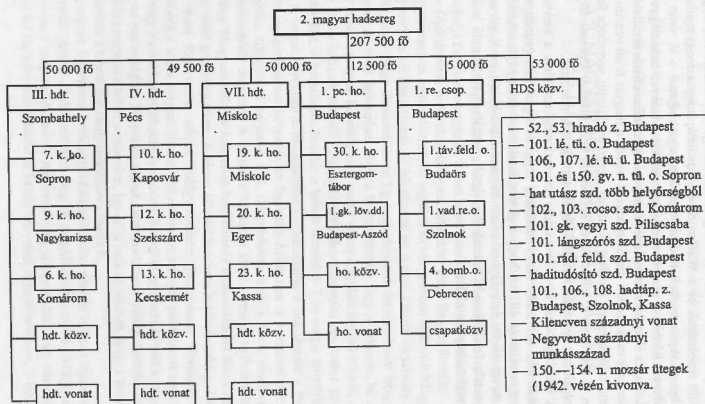 2. magyar hadsereg
207 500 fő
50 000 fő
49 500 fő
50 000 fő
12 500 fő
5 000 fő
53 000 fő
III. hdt.
Szombathely
7. k. ho.
Sopron
9. k. ho.
Nagykanizsa
6. k. ho.
Komárom
hdt. közv.
hdt. vonat
IV. hdt.
Pécs
10. k. ho.
Kaposvár
12. k. ho.
Szekszárd
13. k. ho.
Kecskemét
hdt. közv.
hdt. vonat
VII. hdt.
Miskolc
19. k. ho.
Miskolc
20. k. ho.
Eger
23. k. ho.
Kassa
hdt. közv.
hdt. vonat
1. pc. ho.
Budapest
30. k. ho.
Esztergom-
tábor
1.gk. löv.dd.
Budapest-Aszód
ho. közv.
ho. vonat
1. re. csop.
Budapest
1.táv.feld. o.
Budaörs
1.vad.re.o.
Szolnok
4. bomb.o.
Debrecen
csapatközv
HDS közv.
— 52., 53. híradó z. Budapest
— 101. lé. tü. o. Budapest
— 106., 107. lé. tü. ü. Budapest
— 101. és 150. gv. n. tü. o. Sopron
— hat utász szd. több helyőrségből
— 102., 103. rocso. szd. Komárom
— 101. gk. vegyi szd. Piliscsaba
— 101. lángszórós szd. Budapest
— 101. rád. feld. szd. Budapest
— haditudósító szd. Budapest
— 101., 106., 108. hadtáp. z.
Budapest, Szolnok, Kassa
— Kilencven századnyi vonat
— Negyvenöt századnyi
munkásszázad
— 150.—154. n. mozsár ütegek
(1942. végén kivonva.